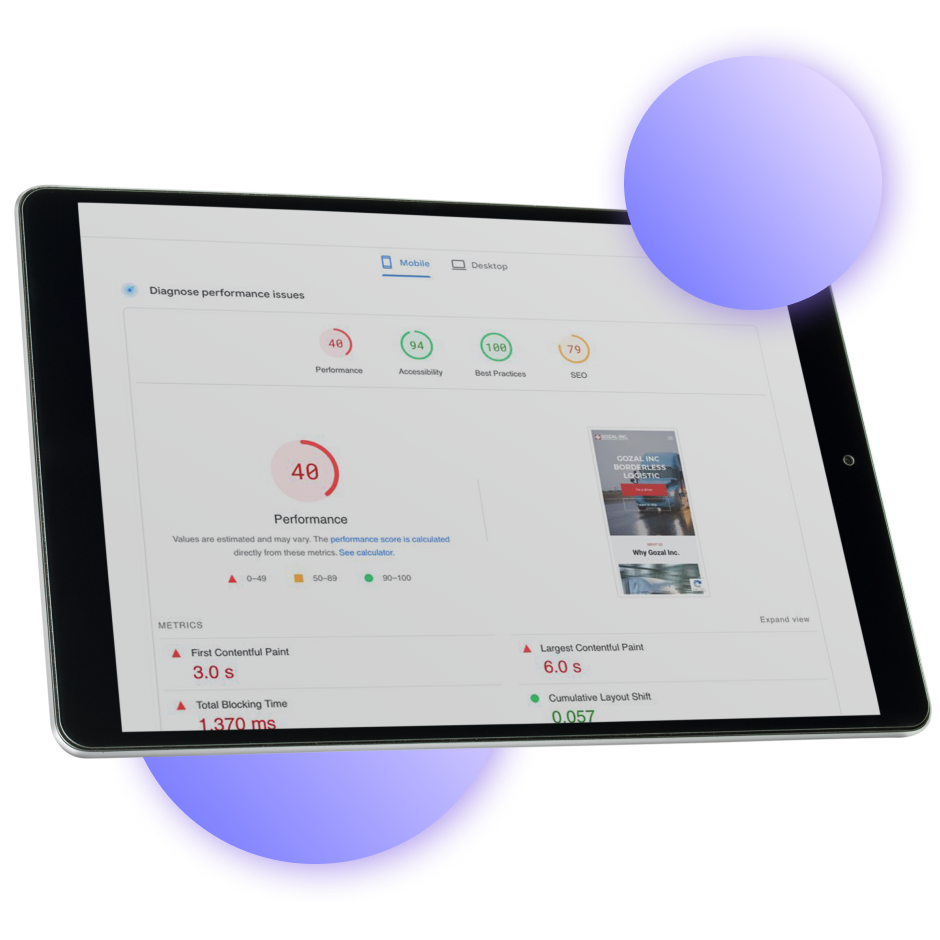 Mobile Desktop
Diagnose performance issues
40 94 100 79
Performance Accessibility Best Practices SEO
40
Performance
Values are estimated and may vary. The performance score is calculated
directly from these metrics. See calculator.
0–49 50–89 90–100
GOZAL INC.
GOZAL INC
BORDERLESS
LOGISTIC
Why Gozal Inc.
METRICS Expand view
First Contentful Paint Largest Contentful Paint
3.0 s 6.0 s
Total Blocking Time Cumulative Layout Shift
1,370 ms 0.057